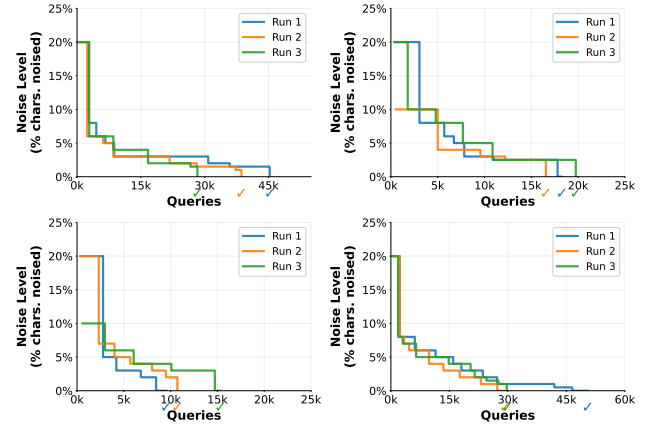 25%
20%
15%
10%
5%
0%
Noise Level
(% chars. noised)
Run 1
Run 2
Run 3
0k 15k 30k 45k
✓ ✓ ✓
Queries
25%
20%
15%
10%
5%
0%
Noise Level
(% chars. noised)
Run 1
Run 2
Run 3
0k 5k 10k 15k 20k 25k
✓ ✓ ✓
Queries
25%
20%
15%
10%
5%
0%
Noise Level
(% chars. noised)
Run 1
Run 2
Run 3
0k 5k 10k 15k 20k 25k
✓ ✓ ✓
Queries
25%
20%
15%
10%
5%
0%
Noise Level
(% chars. noised)
Run 1
Run 2
Run 3
0k 15k 30k 45k 60k
✓ ✓ ✓
Queries